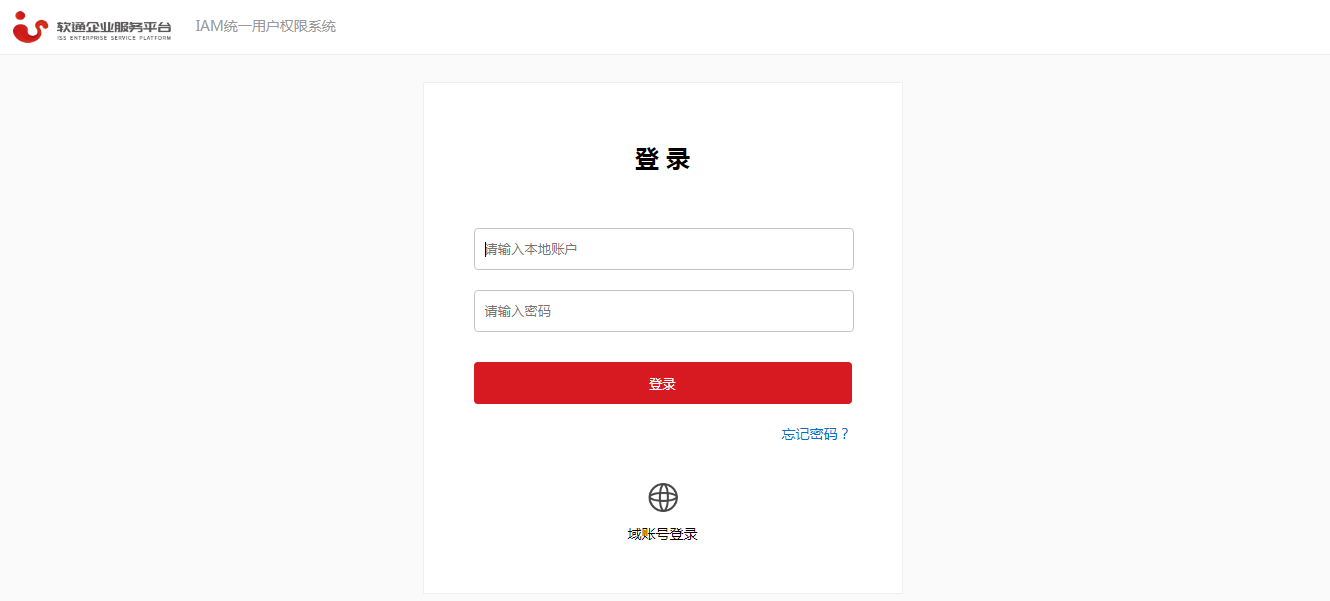 软通企业服务平台
ISS ENTERPRISE SERVICE PLATFORM
IAM统一用户权限系统
登 录
请输入本地账户
请输入密码
登录
忘记密码？
域账号登录